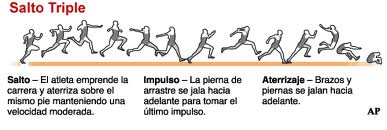 Salto Triple
Salto – El atleta emprende la
carrera y aterriza sobre el
mismo pie manteniendo una
velocidad moderada.
Impulso – La pierna de
arrastre se jala hacia
adelante para tomar el
último impulso.
Aterrizaje – Brazos y
piernas se jalan hacia
adelante.
AP